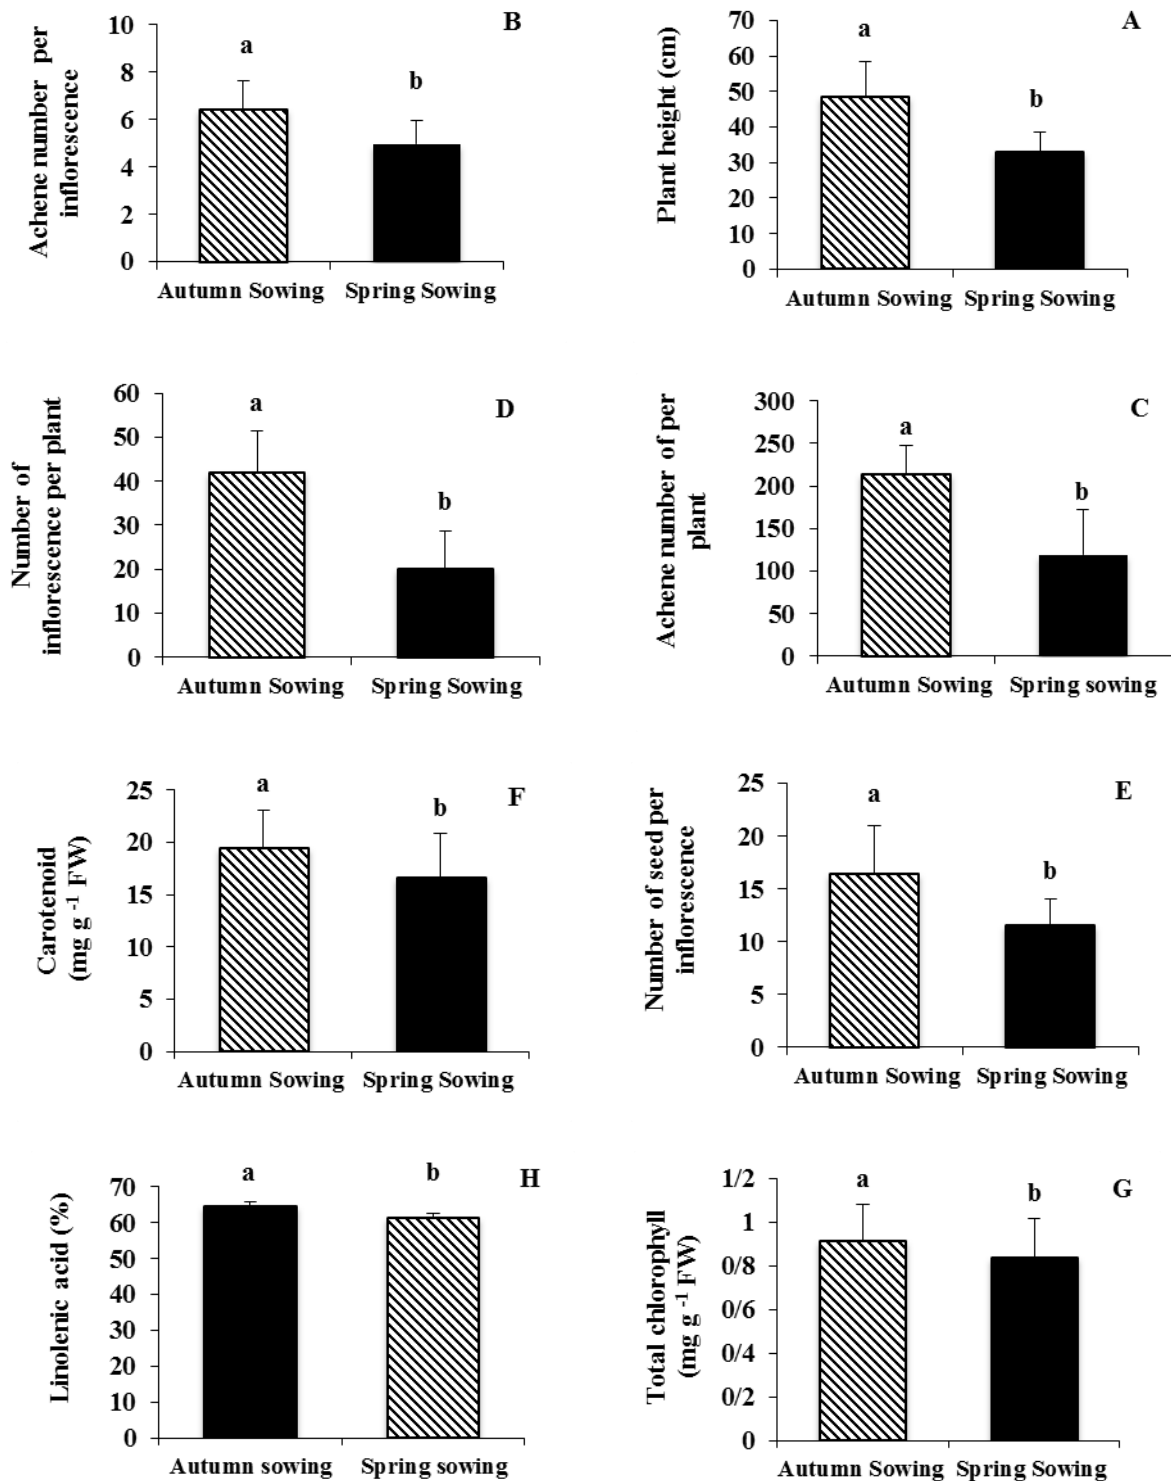 B
Achene number per
inflorescence
10
8
6
4
2
0
a
b
Autumn Sowing
Spring Sowing
A
Plant height (cm)
70
60
50
40
30
20
10
0
a
b
Autumn Sowing
Spring Sowing
D
Number of
inflorescence per plant
60
50
40
30
20
10
0
a
b
Autumn Sowing
Spring Sowing
C
Achene number of per
plant
300
250
200
150
100
50
0
a
b
Autumn Sowing
Spring sowing
F
Carotenoid
(mg g -1 FW)
25
20
15
10
5
0
a
b
Autumn Sowing
Spring Sowing
E
Number of seed per
inflorescence
25
20
15
10
5
0
a
b
Autumn Sowing
Spring Sowing
H
Linolenic acid (%)
70
60
50
40
30
20
10
0
a
b
Autumn sowing
Spring sowing
G
Total chlorophyll
(mg g -1 FW)
1/2
1
0/8
0/6
0/4
0/2
0
a
b
Autumn Sowing
Spring Sowing